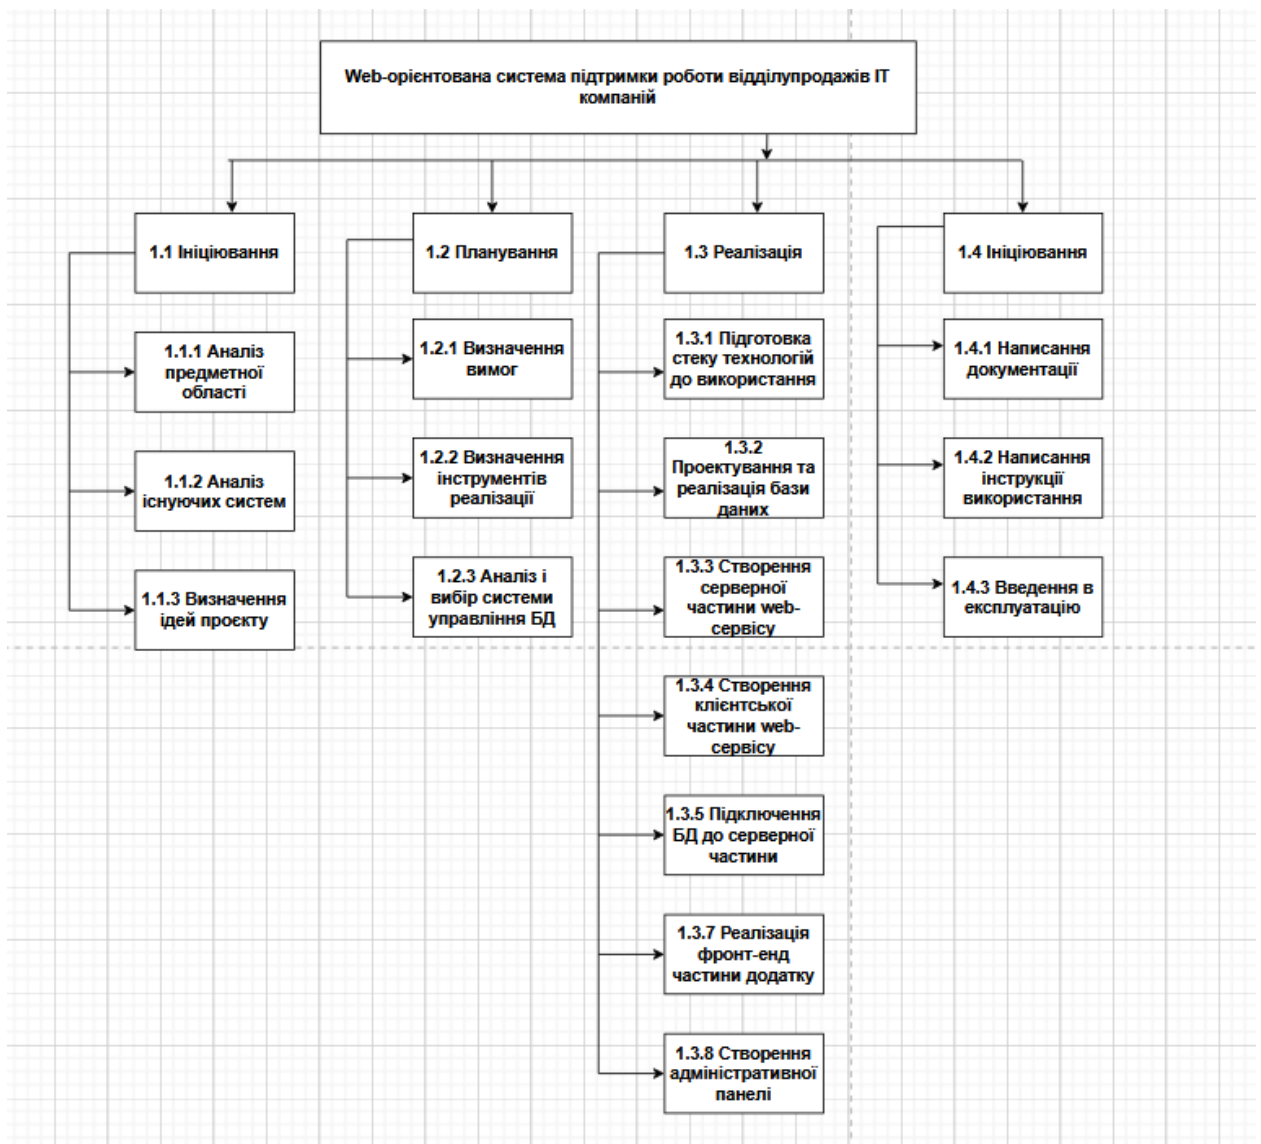 Web-орієнтована система підтримки роботи відділупродажів ІТ
компаній
1.1 Ініціювання
1.1.1 Аналіз
предметної
області
1.1.2 Аналіз
існуючих систем
1.1.3 Визначення
ідей проєкту
1.2 Планування
1.2.1 Визначення
вимог
1.2.2 Визначення
інструментів
реалізації
1.2.3 Аналіз і
вибір системи
управління БД
1.3 Реалізація
1.3.1 Підготовка
стеку технологій
до використання
1.3.2
Проектування та
реалізація бази
даних
1.3.3 Створення
серверної
частини web-
сервісу
1.3.4 Створення
клієнтської
частини web-
сервісу
1.3.5 Підключення
БД до серверної
частини
1.3.7 Реалізація
фронт-енд
частини додатку
1.3.8 Створення
адміністративної
панелі
1.4 Ініціювання
1.4.1 Написання
документації
1.4.2 Написання
інструкції
використання
1.4.3 Введення в
експлуатацію